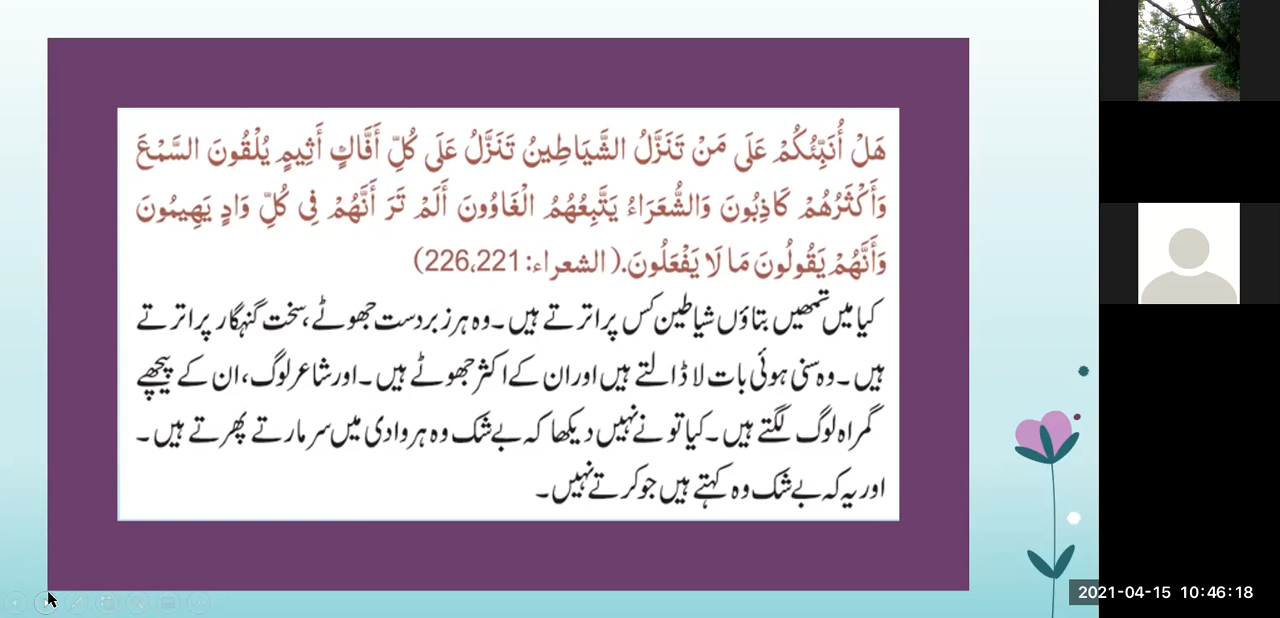 هَلْ أُنَبِّئُكُمْ عَلَى مَنْ تَنَزَّلُ الشَّيَاطِينُ تَنَزَّلُ عَلَى كُلِّ أَفَّاكٍ أَثِيمٍ يُلْقُونَ السَّمْعَ
وَأَكْثَرُهُمْ كَاذِبُونَ وَالشُّعَرَاءُ يَتَّبِعُهُمُ الْغَاوُونَ أَلَمْ تَرَ أَنَّهُمْ فِي كُلِّ وَادٍ يَهِيمُونَ
وَأَنَّهُمْ يَقُولُونَ مَا لَا يَفْعَلُونَ.( الشعراء: 226،221)
کیا میں تمھیں بتاؤں شیاطین کس پر اترتے ہیں۔ وہ ہر زبردست جھوٹے، سخت گنہگار پر اترتے
ہیں۔ وہ سنی ہوئی بات لا ڈالتے ہیں اور ان کے اکثر جھوٹے ہیں۔ اور شاعر لوگ، ان کے پیچھے
گمراہ لوگ لگتے ہیں۔ کیا تو نے نہیں دیکھا کہ بے شک وہ ہر وادی میں سر مارتے پھرتے ہیں۔
اور یہ کہ بے شک وہ کہتے ہیں جو کرتے نہیں۔
2021-04-15 10:46:18